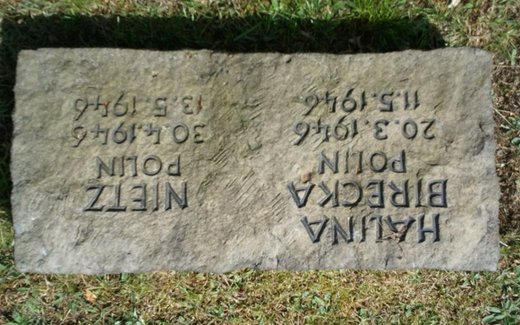 HALINA
BIRECKA
POLIN
20.3.1946
11.5.1946
NIETZ
POLIN
30.4.1946
13.5.1946